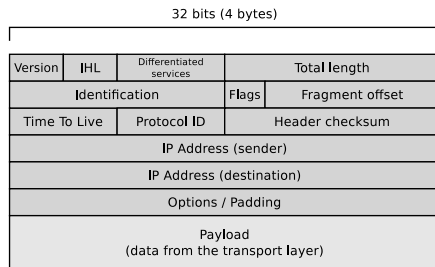 32 bits (4 bytes)
Version IHL Differentiated services Total length
Identification Flags Fragment offset
Time To Live Protocol ID Header checksum
IP Address (sender)
IP Address (destination)
Options / Padding
Payload
(data from the transport layer)